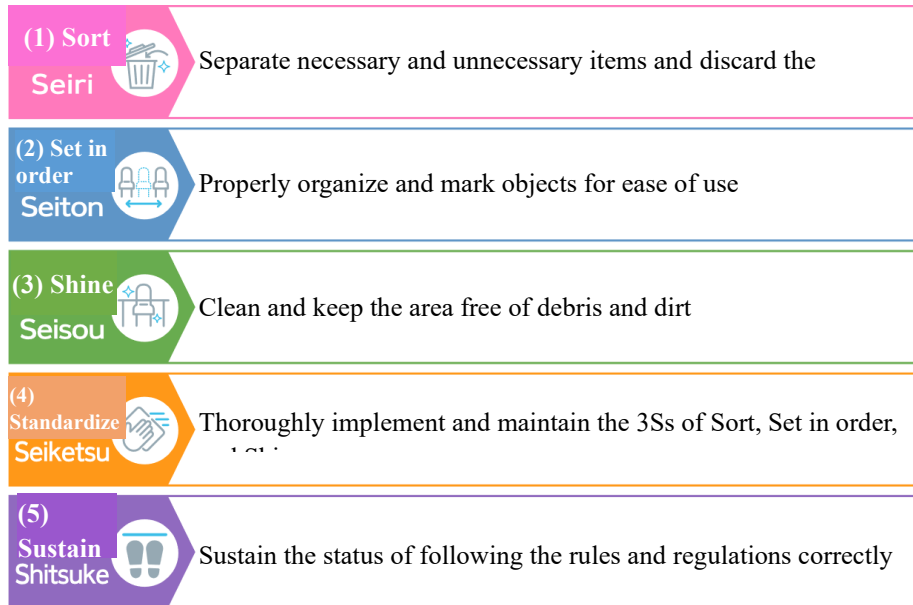 (1) Sort
Seiri
Separate necessary and unnecessary items and discard the
(2) Set in
order
Seiton
Properly organize and mark objects for ease of use
(3) Shine
Seisou
Clean and keep the area free of debris and dirt
(4)
Standardize
Seiketsu
Thoroughly implement and maintain the 3Ss of Sort, Set in order,
(5)
Sustain
Shitsuke
Sustain the status of following the rules and regulations correctly